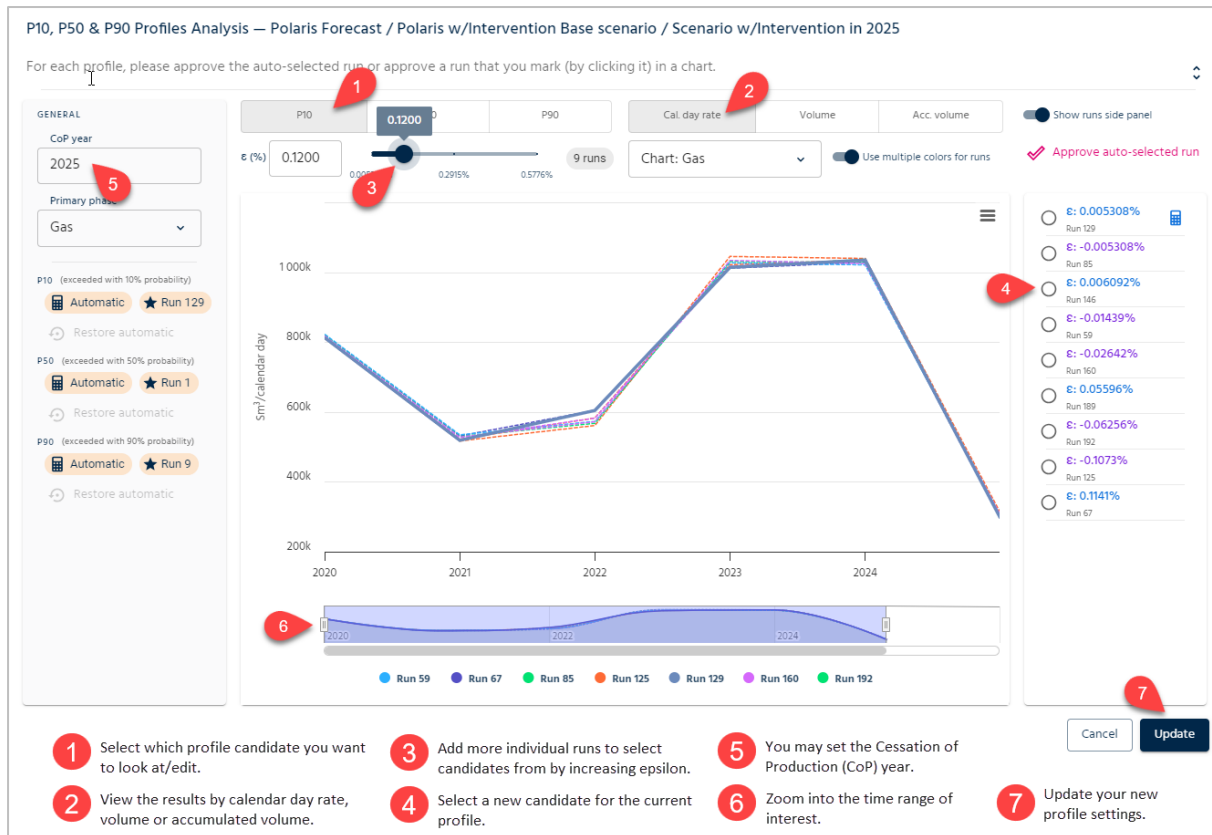 P10, P50 & P90 Profiles Analysis — Polaris Forecast / Polaris w/Intervention Base scenario / Scenario w/Intervention in 2025
For each profile, please approve the auto-selected run or approve a run that you mark (by clicking it) in a chart.
1
2
GENERAL
P10
0
P90
0.1200
Cal. day rate
Volume
Acc. volume
Show runs side panel
CoP year
2025
5
ε (%)
0.1200
9 runs
Chart: Gas
Use multiple colors for runs
Approve auto-selected run
0.2915%
0.5776%
3
Primary phase
Gas
P10 (exceeded with 10% probability)
Automatic
Run 129
Restore automatic
P50 (exceeded with 50% probability)
Automatic
Run 1
Restore automatic
P90 (exceeded with 90% probability)
Automatic
Run 9
Restore automatic
Sm³/calendar day
1 000k
800k
600k
400k
200k
2020
2021
2022
2023
2024
6
2020
2022
2024
Run 59
Run 67
Run 85
Run 125
Run 129
Run 160
Run 192
ε: 0.005308%
Run 129
ε: -0.005308%
Run 85
4
ε: 0.006092%
Run 146
ε: -0.01439%
Run 59
ε: -0.02642%
Run 160
ε: 0.05596%
Run 189
ε: -0.06256%
Run 192
ε: -0.1073%
Run 125
ε: 0.1141%
Run 67
7
Cancel
Update
1
Select which profile candidate you want
to look at/edit.
2
View the results by calendar day rate,
volume or accumulated volume.
3
Add more individual runs to select
candidates from by increasing epsilon.
4
Select a new candidate for the current
profile.
5
You may set the Cessation of
Production (CoP) year.
6
Zoom into the time range of
interest.
7
Update your new
profile settings.